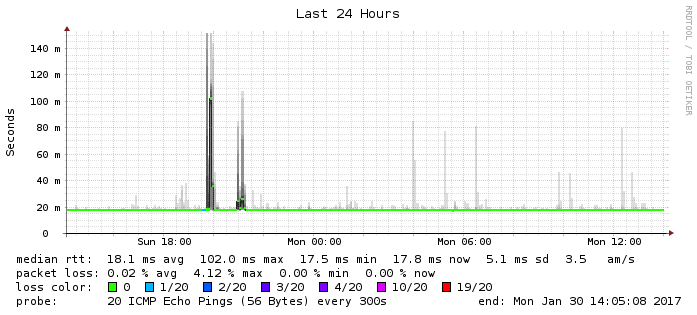 Last 24 Hours
RRDTOOL / TOBI OETIKER
Seconds
140 m
120 m
100 m
80 m
60 m
40 m
20 m
0
Sun 18:00 Mon 00:00 Mon 06:00 Mon 12:00
median rtt: 18.1 ms avg 102.0 ms max 17.5 ms min 17.8 ms now 5.1 ms sd 3.5 am/s
packet loss: 0.02 % avg 4.12 % max 0.00 % min 0.00 % now
loss color: 0 1/20 2/20 3/20 4/20 10/20 19/20
probe: 20 ICMP Echo Pings (56 Bytes) every 300s end: Mon Jan 30 14:05:08 2017